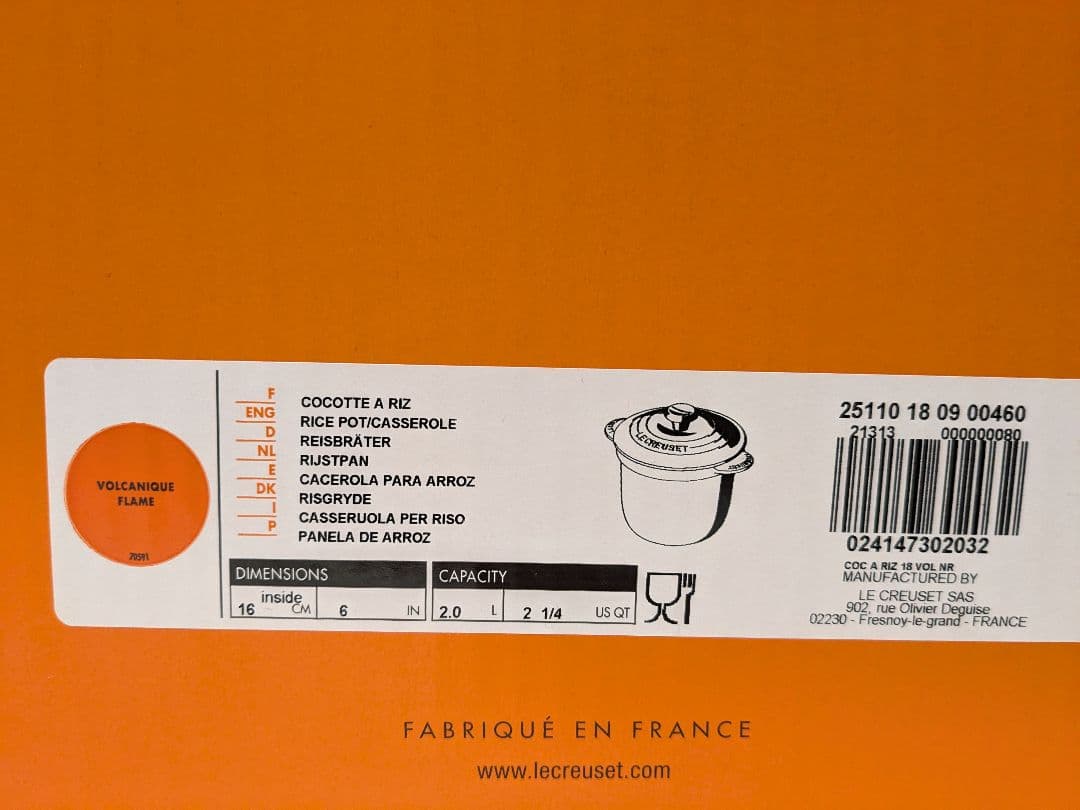 VOLCANIQUE
FLAME
70591
F COCOTTE A RIZ
ENG RICE POT/CASSEROLE
D REISBRÄTER
NL RIJSTPAN
E CACEROLA PARA ARROZ
DK RISGRYDE
I CASSERUOLA PER RISO
P PANELA DE ARROZ
DIMENSIONS
inside
16 CM 6 IN
CAPACITY
2.0 L 2 1/4 US QT
LE CREUSET
25110 18 09 00460
21313 000000080
024147302032
COC A RIZ 18 VOL NR
MANUFACTURED BY
LE CREUSET SAS
902, rue Olivier Deguise
02230 - Fresnoy-le-grand - FRANCE
FABRIQUÉ EN FRANCE
www.lecreuset.com